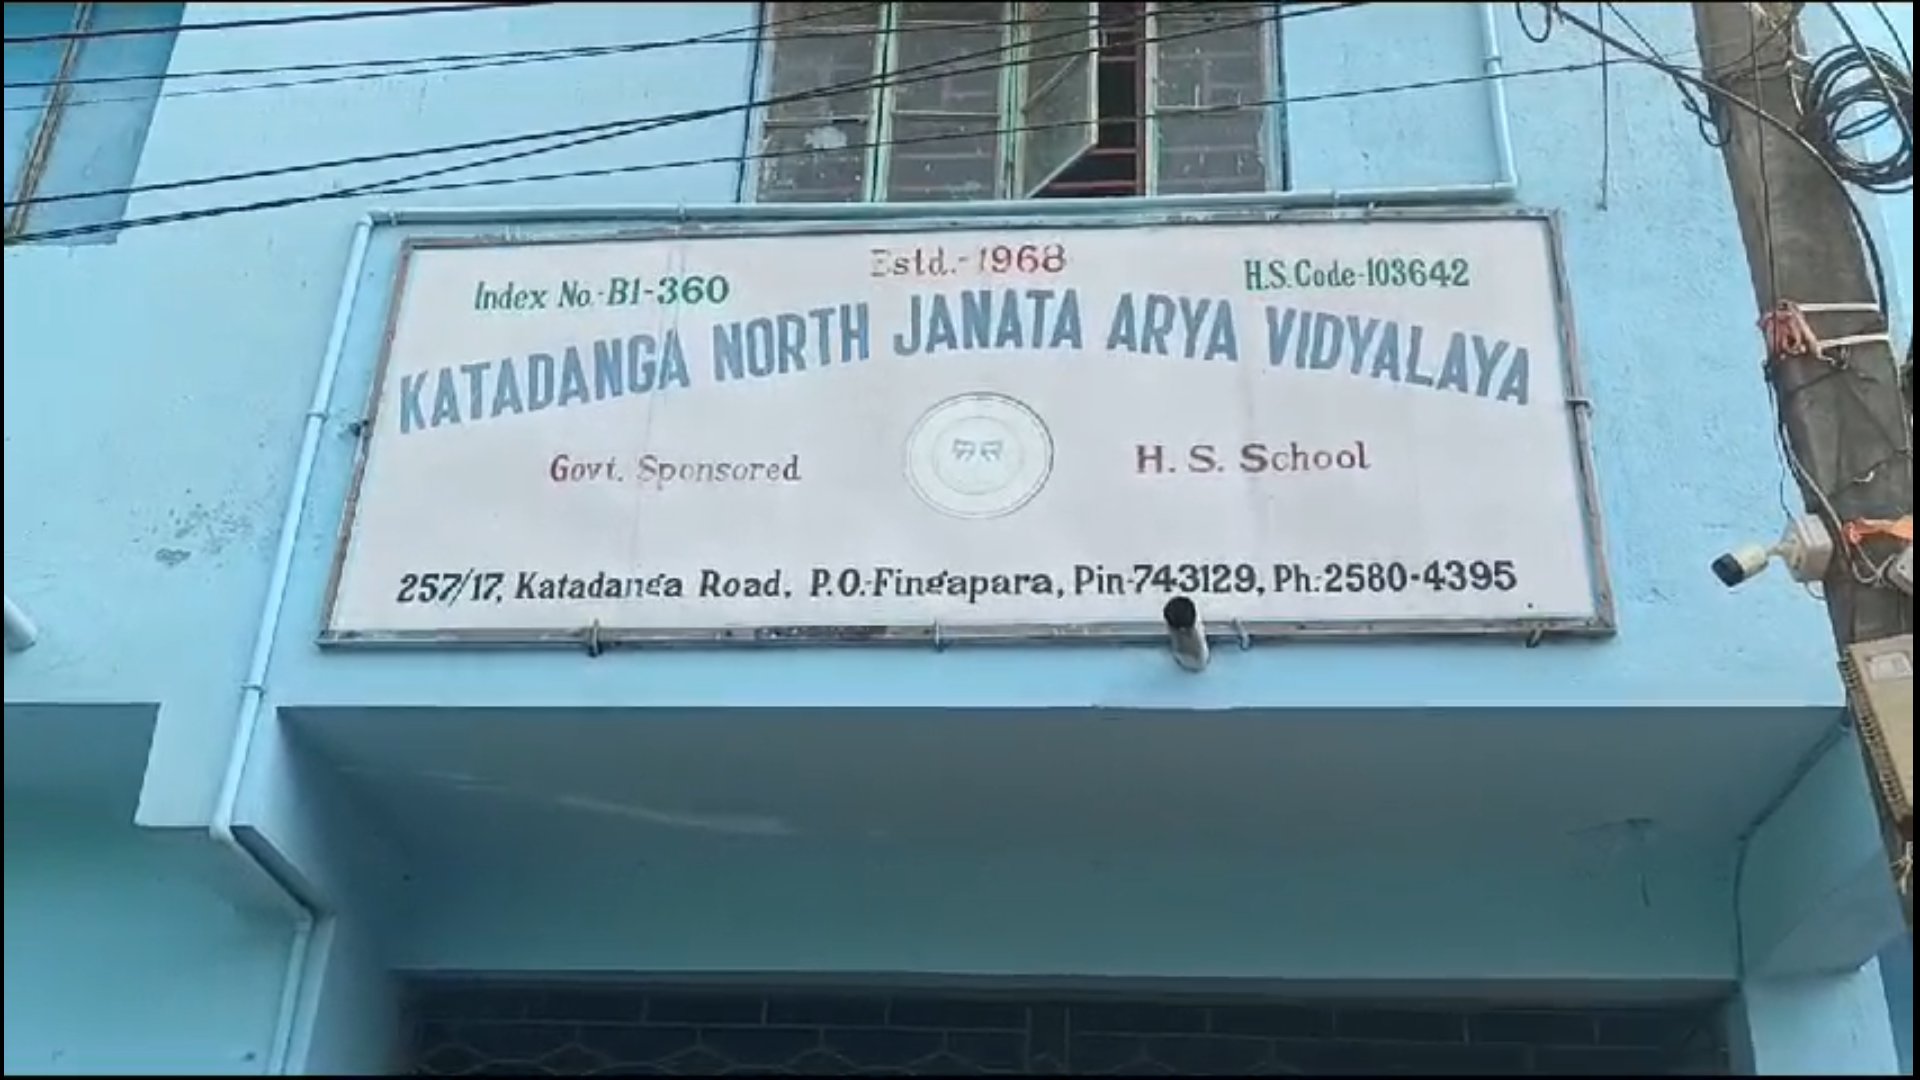 Estd.-1968
Index No.-B1-360
H.S.Code-103642
KATADANGA NORTH JANATA ARYA VIDYALAYA
Govt. Sponsored
H. S. School
257/17, Katadanga Road, P.O.-Fingapara, Pin-743129, Ph.:2580-4395